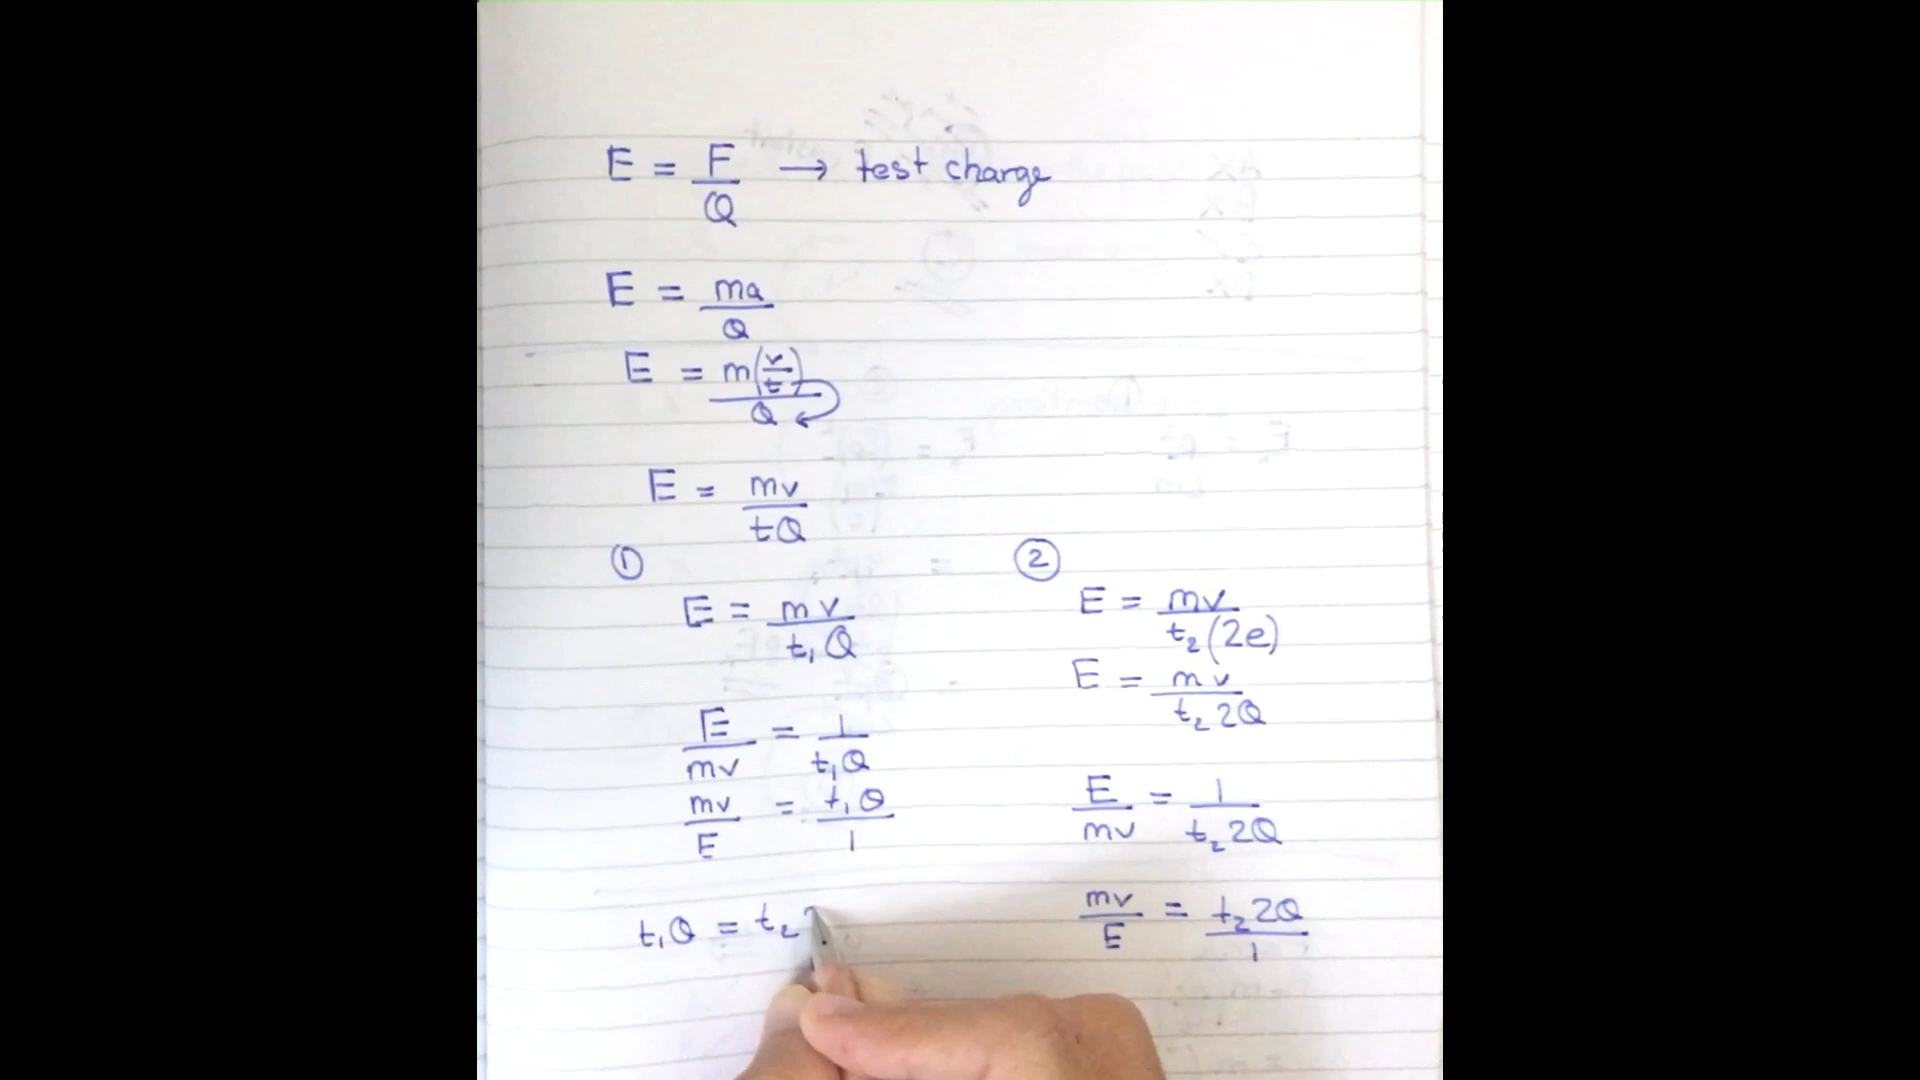 E = F/Q → test charge
E = ma/Q
E = m(v/t)/Q
E = mv/tQ
①
E = mv/t₁Q
E/mv = 1/t₁Q
mv/E = t₁Q/1
t₁Q = t₂
②
E = mv/t₂(2e)
E = mv/t₂2Q
E/mv = 1/t₂2Q
mv/E = t₂2Q/1